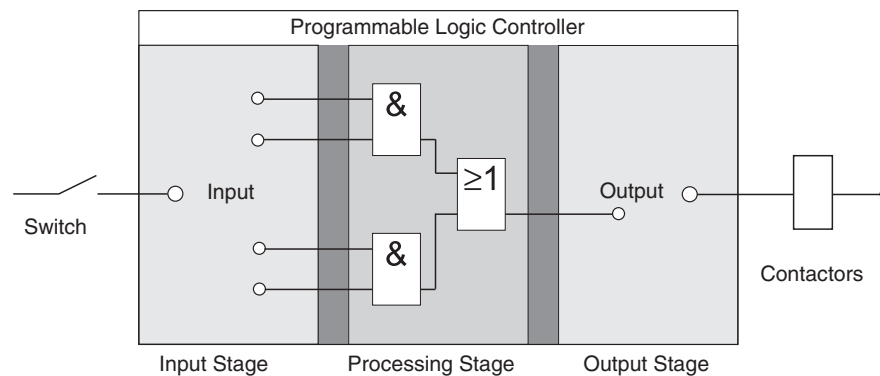 Programmable Logic Controller
&
≥1
Input
Output
Switch
&
Contactors
Input Stage
Processing Stage
Output Stage